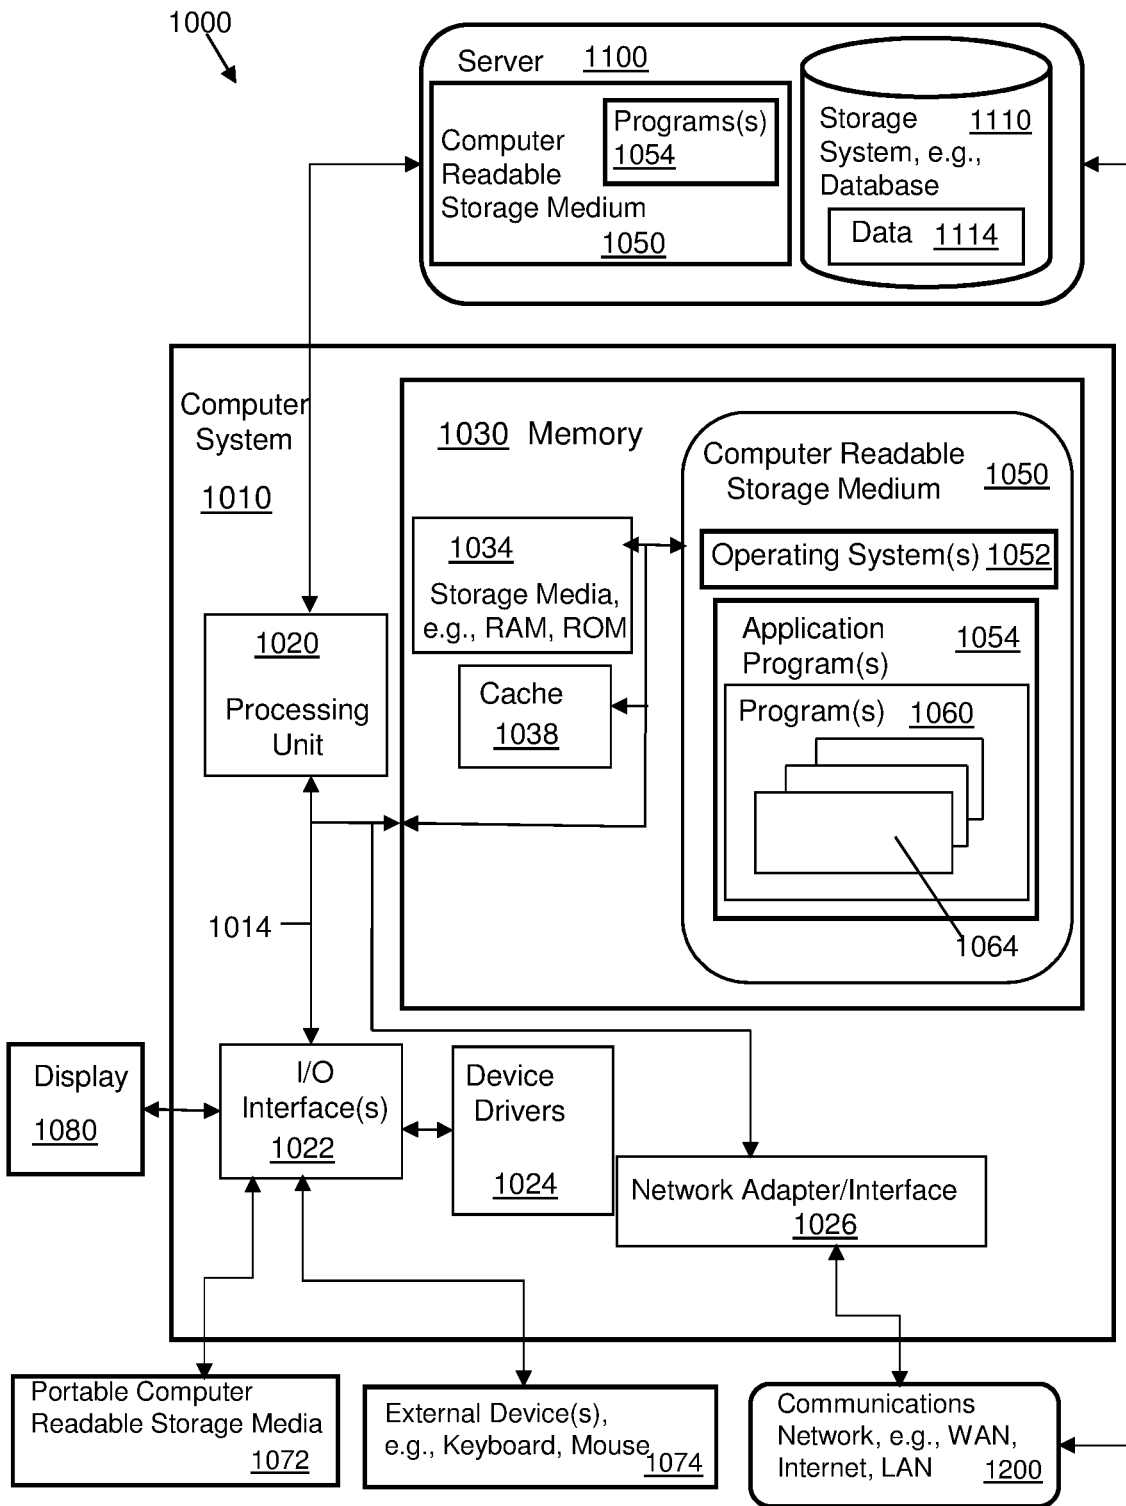 1000
Server 1100
Programs(s)
1054
Computer
Readable
Storage Medium
1050
Storage 1110
System, e.g.,
Database
Data 1114
Computer
System
1010
1030 Memory
Computer Readable
Storage Medium 1050
1034
Storage Media,
e.g., RAM, ROM
Operating System(s) 1052
Application
Program(s) 1054
Cache
1038
Program(s) 1060
1064
1020
Processing
Unit
1014
Display
1080
I/O
Interface(s)
1022
Device
Drivers
1024
Network Adapter/Interface
1026
Portable Computer
Readable Storage Media
1072
External Device(s),
e.g., Keyboard, Mouse 1074
Communications
Network, e.g., WAN,
Internet, LAN 1200